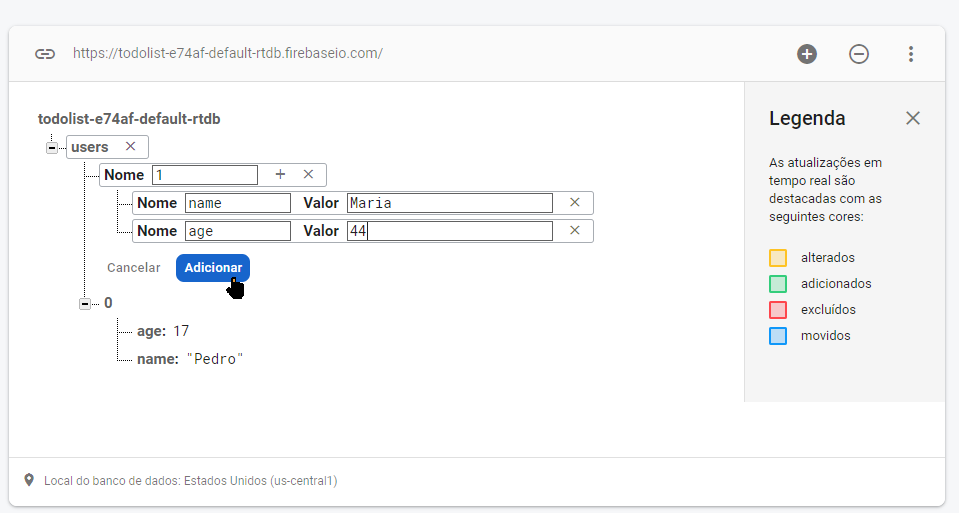 https://todolist-e74af-default-rtdb.firebaseio.com/
todolist-e74af-default-rtdb
users
Nome 1
Nome name Valor Maria
Nome age Valor 44
Cancelar Adicionar
0
age: 17
name: "Pedro"
Legenda
As atualizações em
tempo real são
destacadas com as
seguintes cores:
alterados
adicionados
excluídos
movidos
Local do banco de dados: Estados Unidos (us-central1)